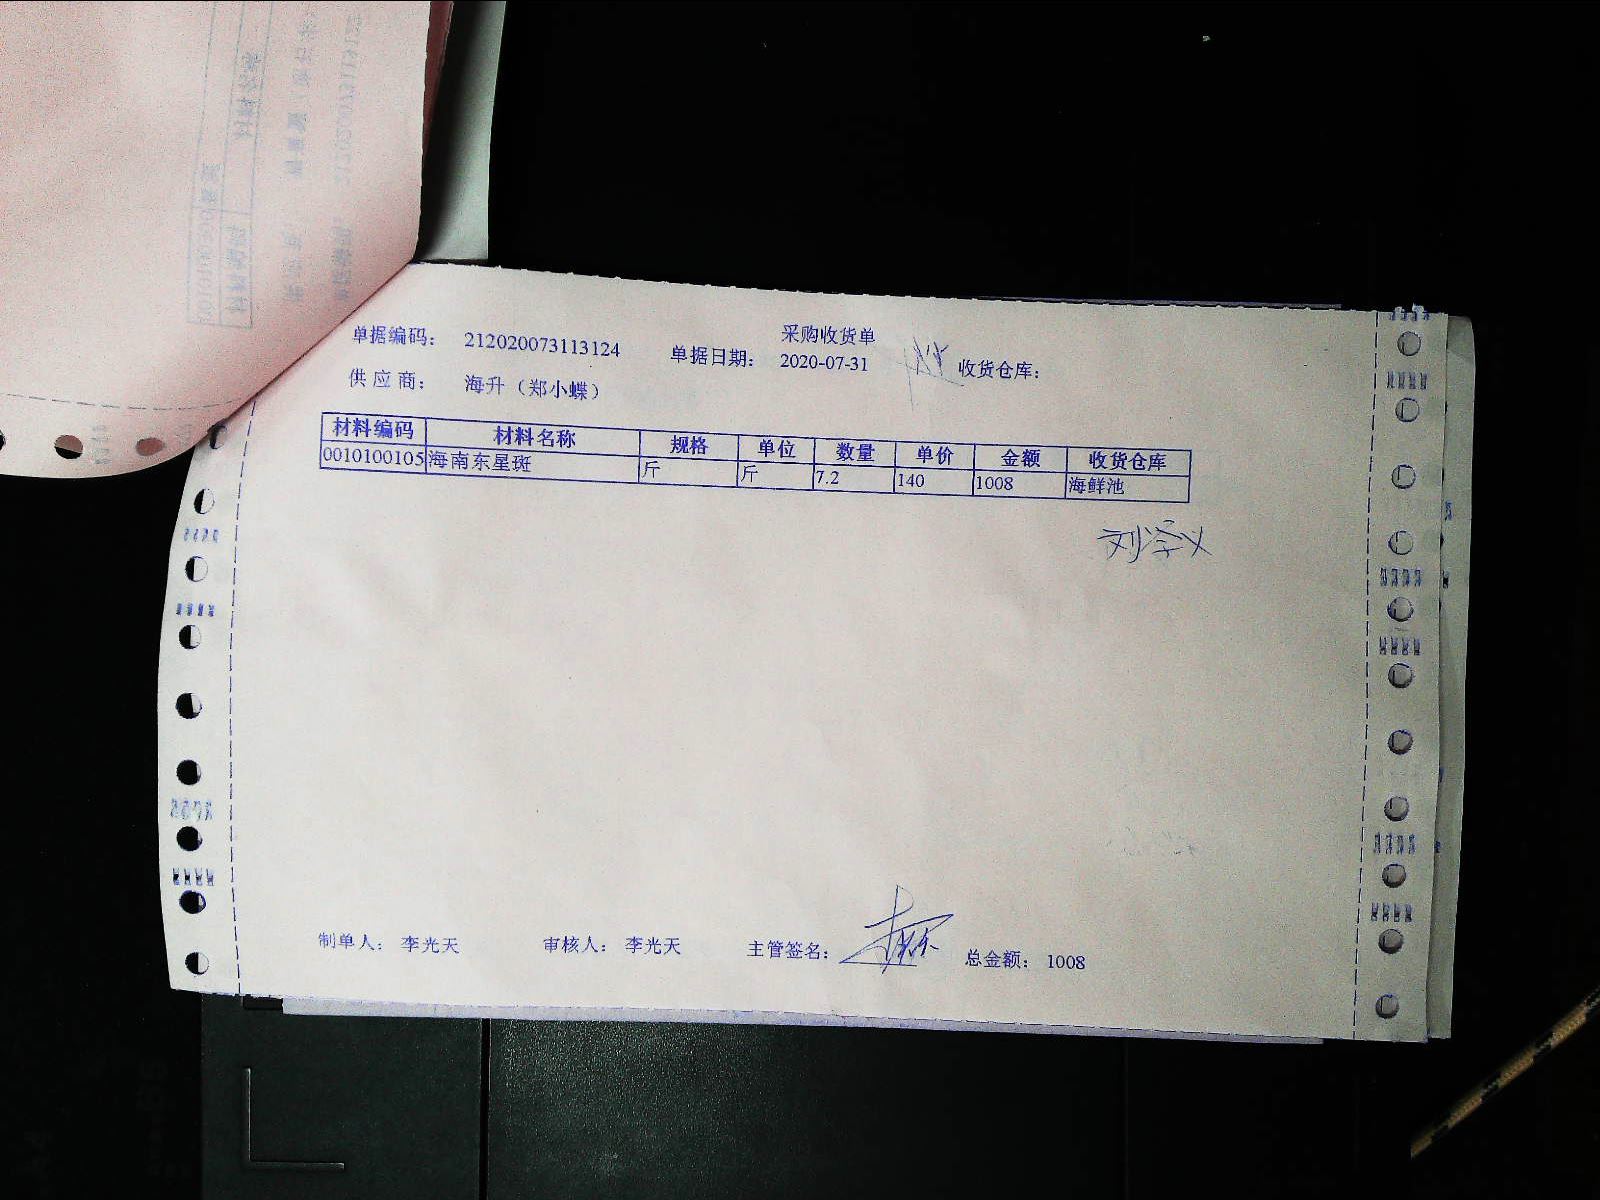 采购收货单
单据编码： 212020073113124 单据日期： 2020-07-31 收货仓库：
供应商： 海升（郑小蝶）
材料编码 材料名称 规格 单位 数量 单价 金额 收货仓库
0010100105 海南东星斑 斤 斤 7.2 140 1008 海鲜池
刘泽义
制单人： 李光天 审核人： 李光天 主管签名： 总金额： 1008